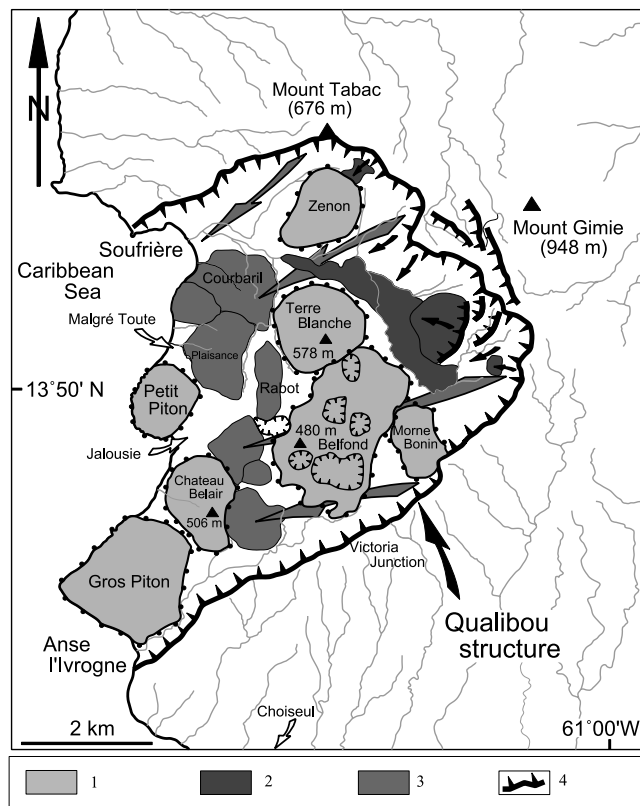 N
Mount Tabac
(676 m)
Zenon
Mount Gimie
(948 m)
Soufrière
Caribbean
Sea
Courbaril
Malgré Toute
Terre
Blanche
578 m
Plaisance
13°50' N
Petit
Piton
Rabot
480 m
Belfond
Morne
Bonin
Jalousie
Chateau
Belair
506 m
Victoria
Junction
Gros Piton
Qualibou
structure
Anse
l'Ivrogne
Choiseul
2 km
61°00'W
1
2
3
4